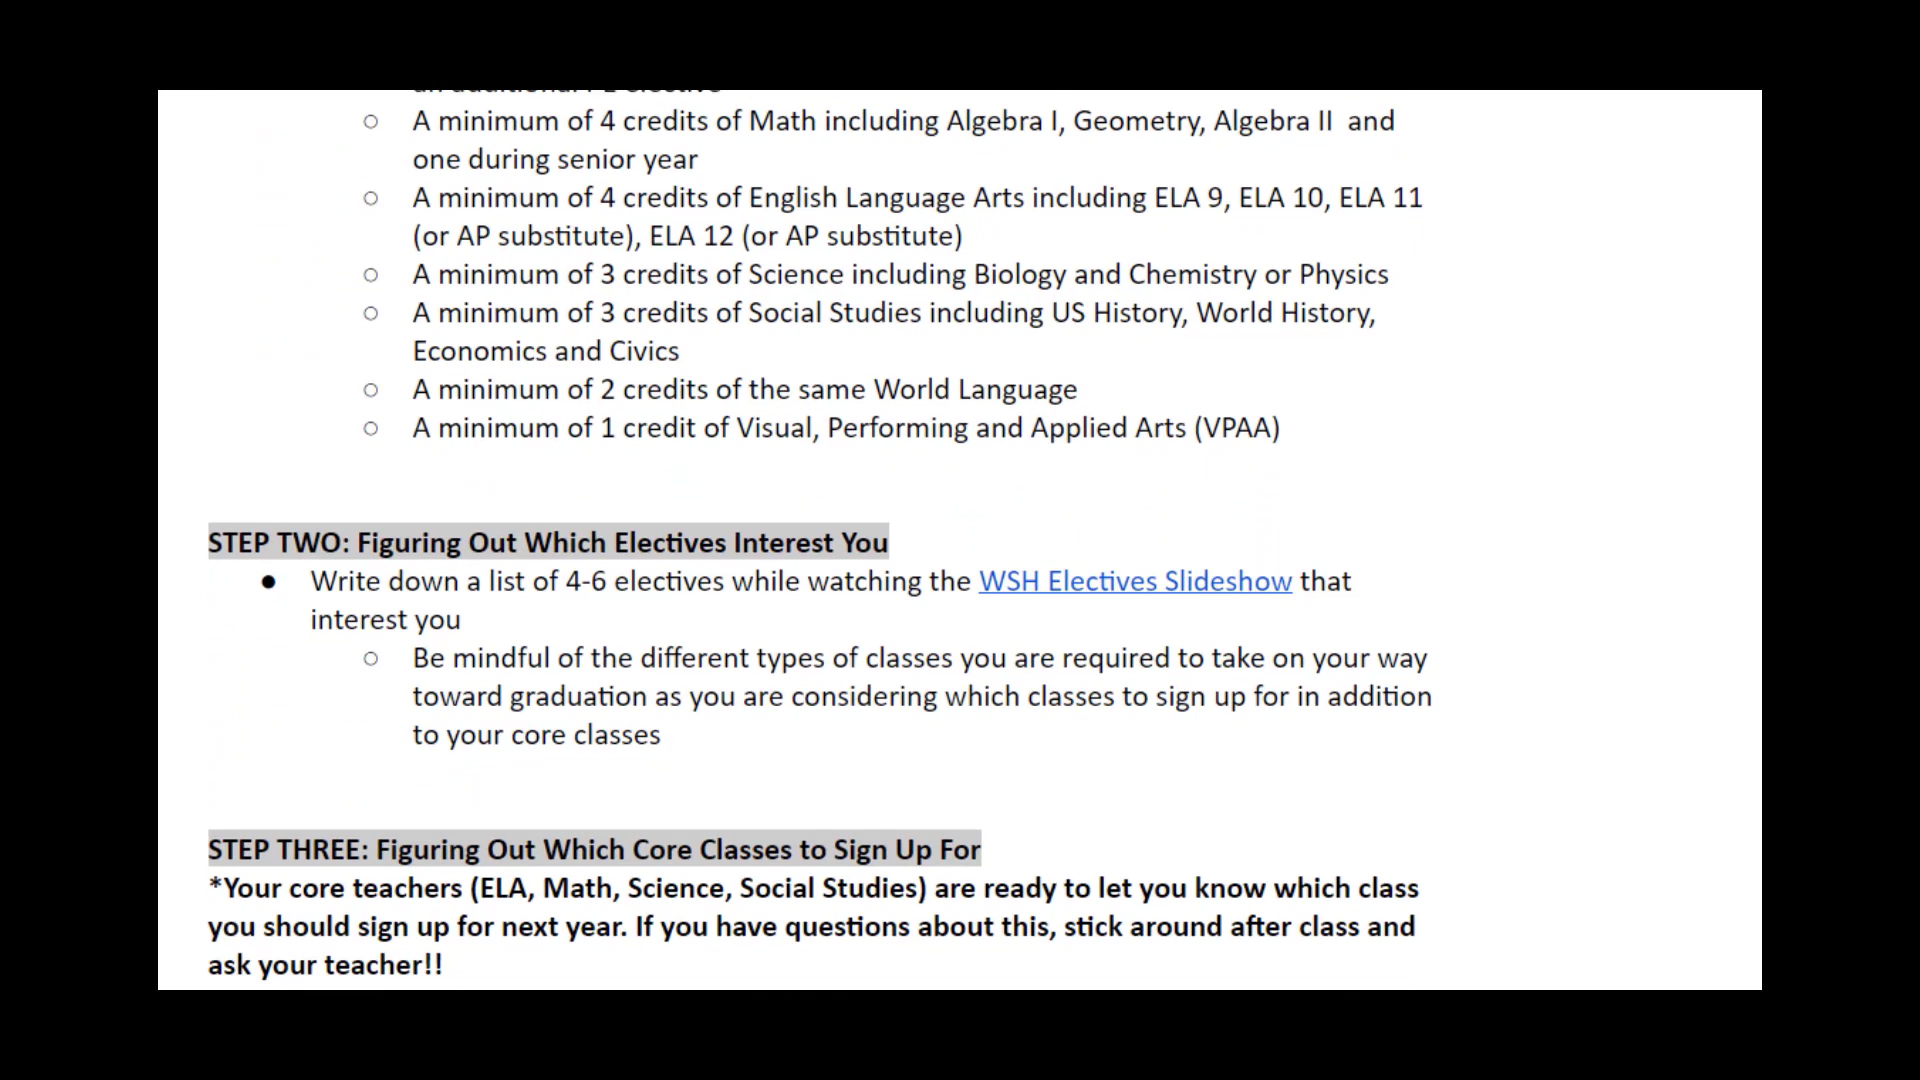 ○ A minimum of 4 credits of Math including Algebra I, Geometry, Algebra II and
one during senior year
○ A minimum of 4 credits of English Language Arts including ELA 9, ELA 10, ELA 11
(or AP substitute), ELA 12 (or AP substitute)
○ A minimum of 3 credits of Science including Biology and Chemistry or Physics
○ A minimum of 3 credits of Social Studies including US History, World History,
Economics and Civics
○ A minimum of 2 credits of the same World Language
○ A minimum of 1 credit of Visual, Performing and Applied Arts (VPAA)
STEP TWO: Figuring Out Which Electives Interest You
● Write down a list of 4-6 electives while watching the WSH Electives Slideshow that
interest you
○ Be mindful of the different types of classes you are required to take on your way
toward graduation as you are considering which classes to sign up for in addition
to your core classes
STEP THREE: Figuring Out Which Core Classes to Sign Up For
*Your core teachers (ELA, Math, Science, Social Studies) are ready to let you know which class
you should sign up for next year. If you have questions about this, stick around after class and
ask your teacher!!